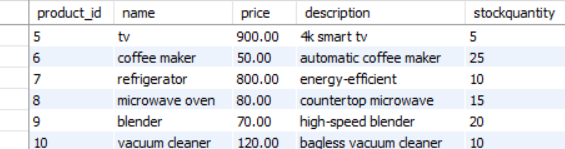 product_id name price description stockquantity
5 tv 900.00 4k smart tv 5
6 coffee maker 50.00 automatic coffee maker 25
7 refrigerator 800.00 energy-efficient 10
8 microwave oven 80.00 countertop microwave 15
9 blender 70.00 high-speed blender 20
10 vacuum cleaner 120.00 bagless vacuum cleaner 10